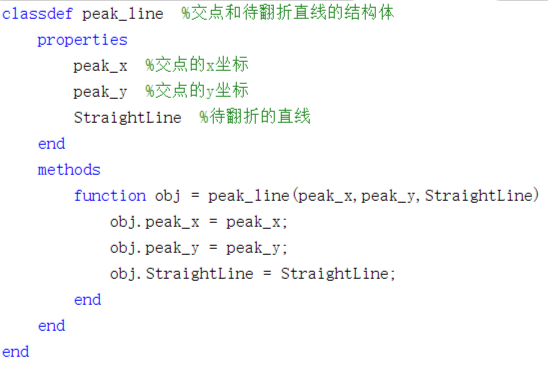 classdef peak_line  %交点和待翻折直线的结构体
    properties
        peak_x  %交点的x坐标
        peak_y  %交点的y坐标
        StraightLine  %待翻折的直线
    end
    methods
        function obj = peak_line(peak_x,peak_y,StraightLine)
            obj.peak_x = peak_x;
            obj.peak_y = peak_y;
            obj.StraightLine = StraightLine;
        end
    end
end